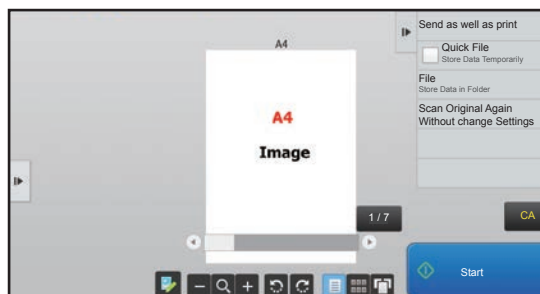 A4
A4
Image
1 / 7
Send as well as print
Quick File
Store Data Temporarily
File
Store Data in Folder
Scan Original Again
Without change Settings
CA
Start